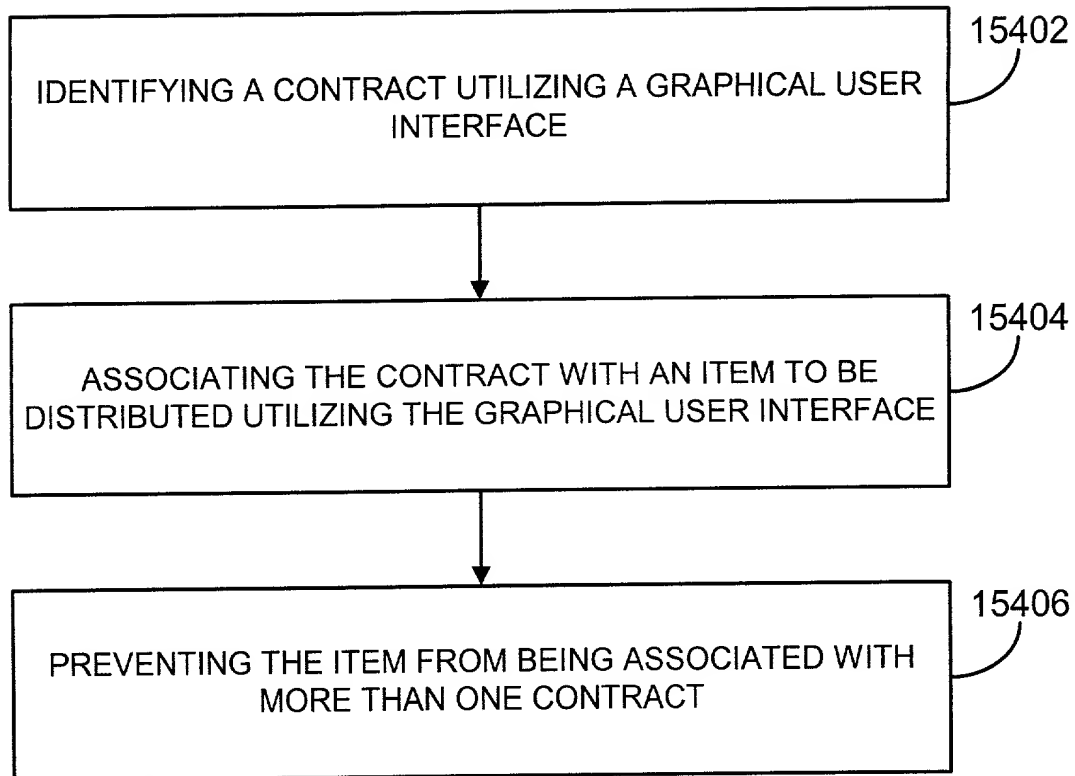 15402
IDENTIFYING A CONTRACT UTILIZING A GRAPHICAL USER
INTERFACE
15404
ASSOCIATING THE CONTRACT WITH AN ITEM TO BE
DISTRIBUTED UTILIZING THE GRAPHICAL USER INTERFACE
15406
PREVENTING THE ITEM FROM BEING ASSOCIATED WITH
MORE THAN ONE CONTRACT